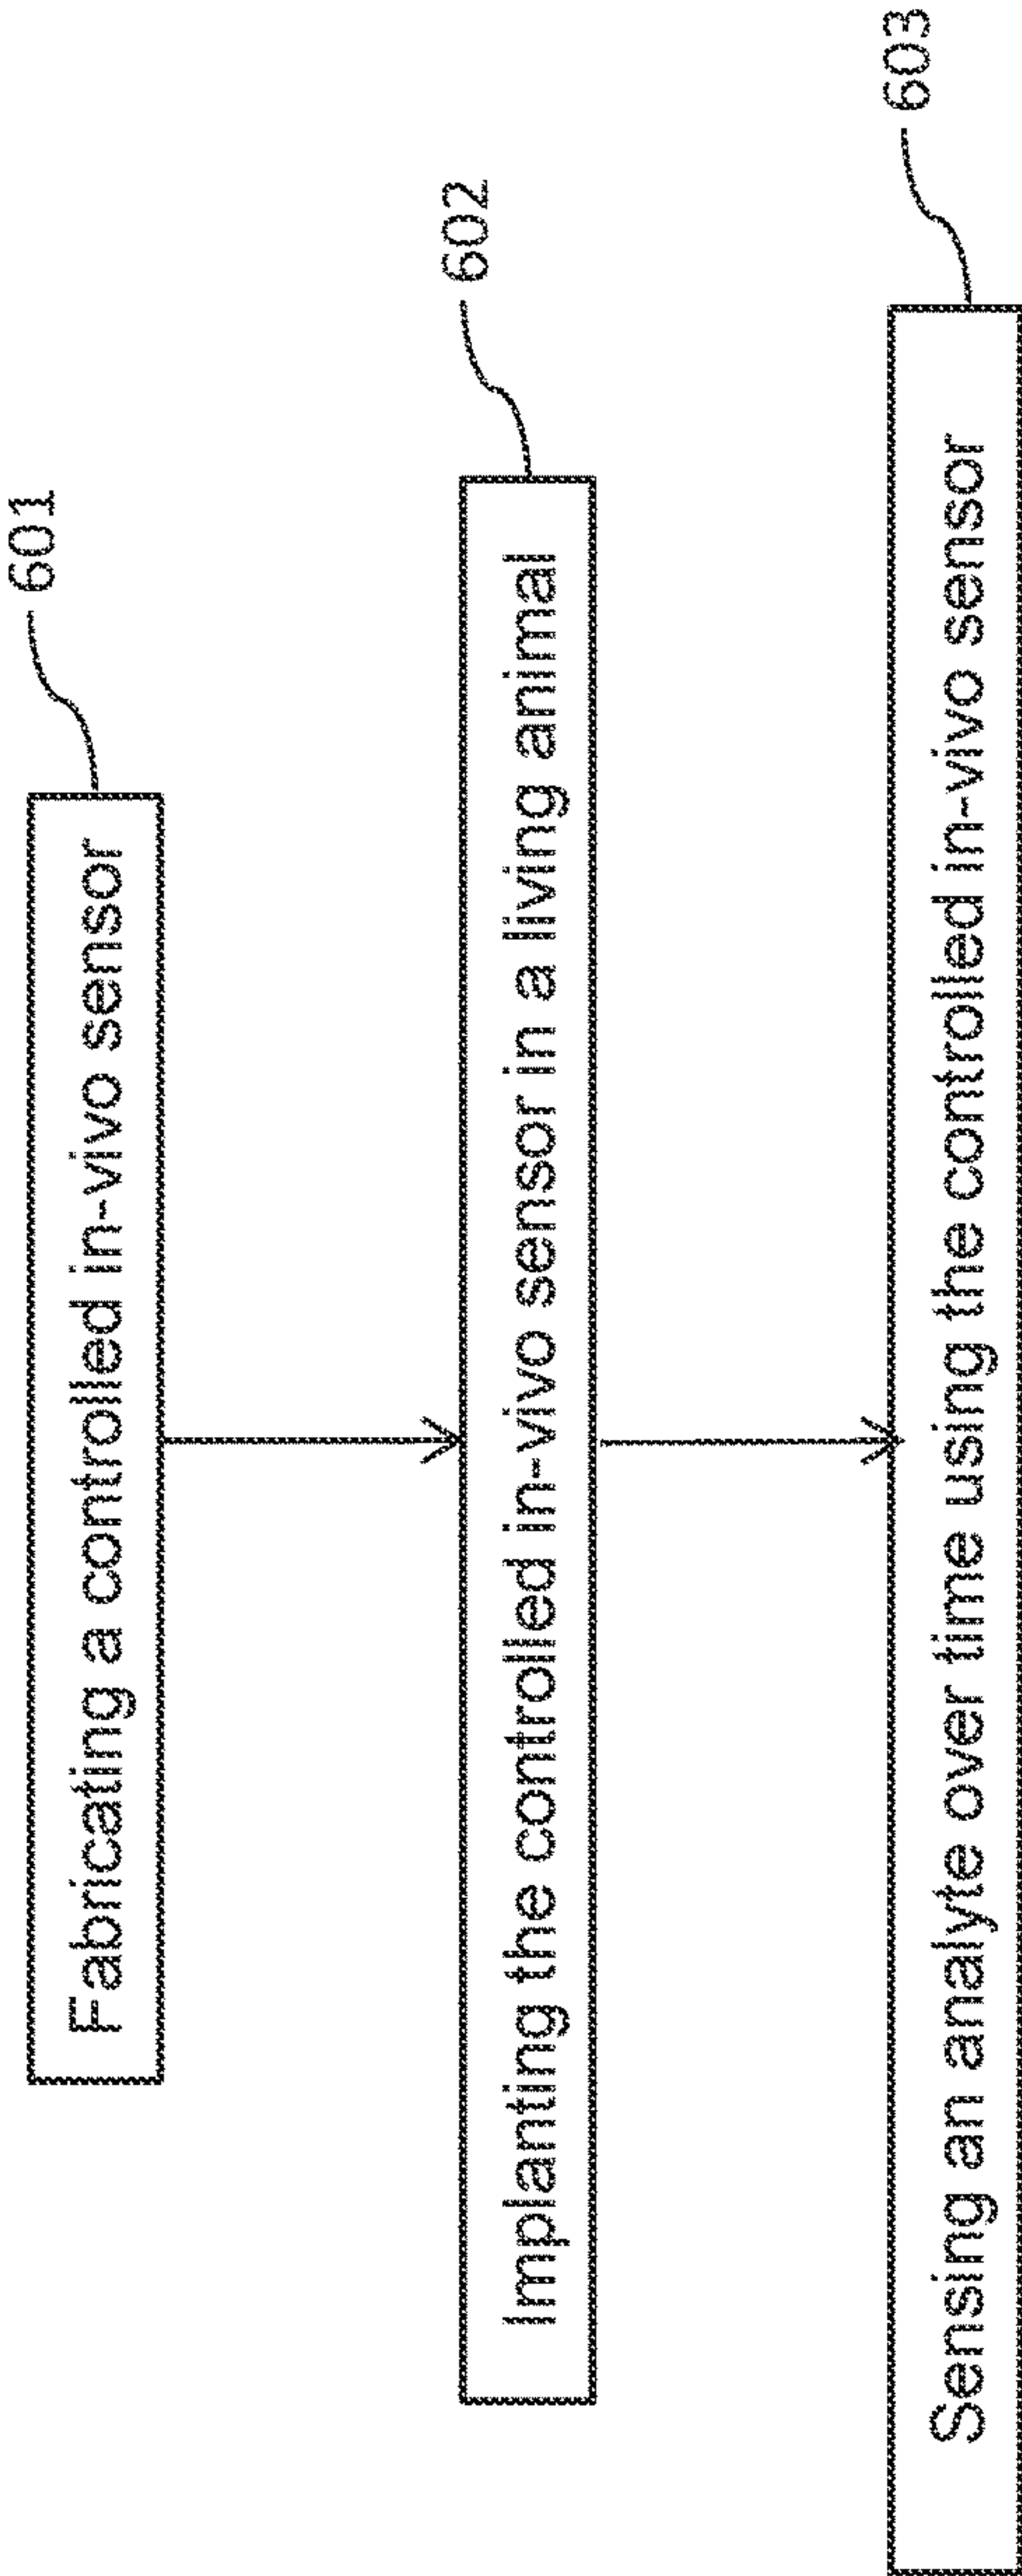 601
Fabricating a controlled in-vivo sensor
602
Implanting the controlled in-vivo sensor in a living animal
603
Sensing an analyte over time using the controlled in-vivo sensor